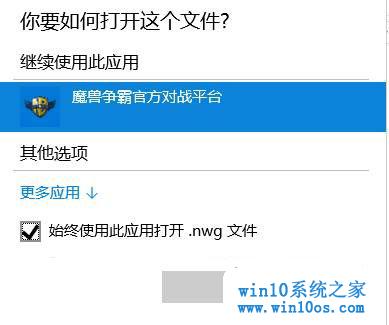 你要如何打开这个文件?
继续使用此应用
魔兽争霸官方对战平台
其他选项
更多应用 ↓
始终使用此应用打开 .nwg 文件
win10系统之家
www.win10os.com